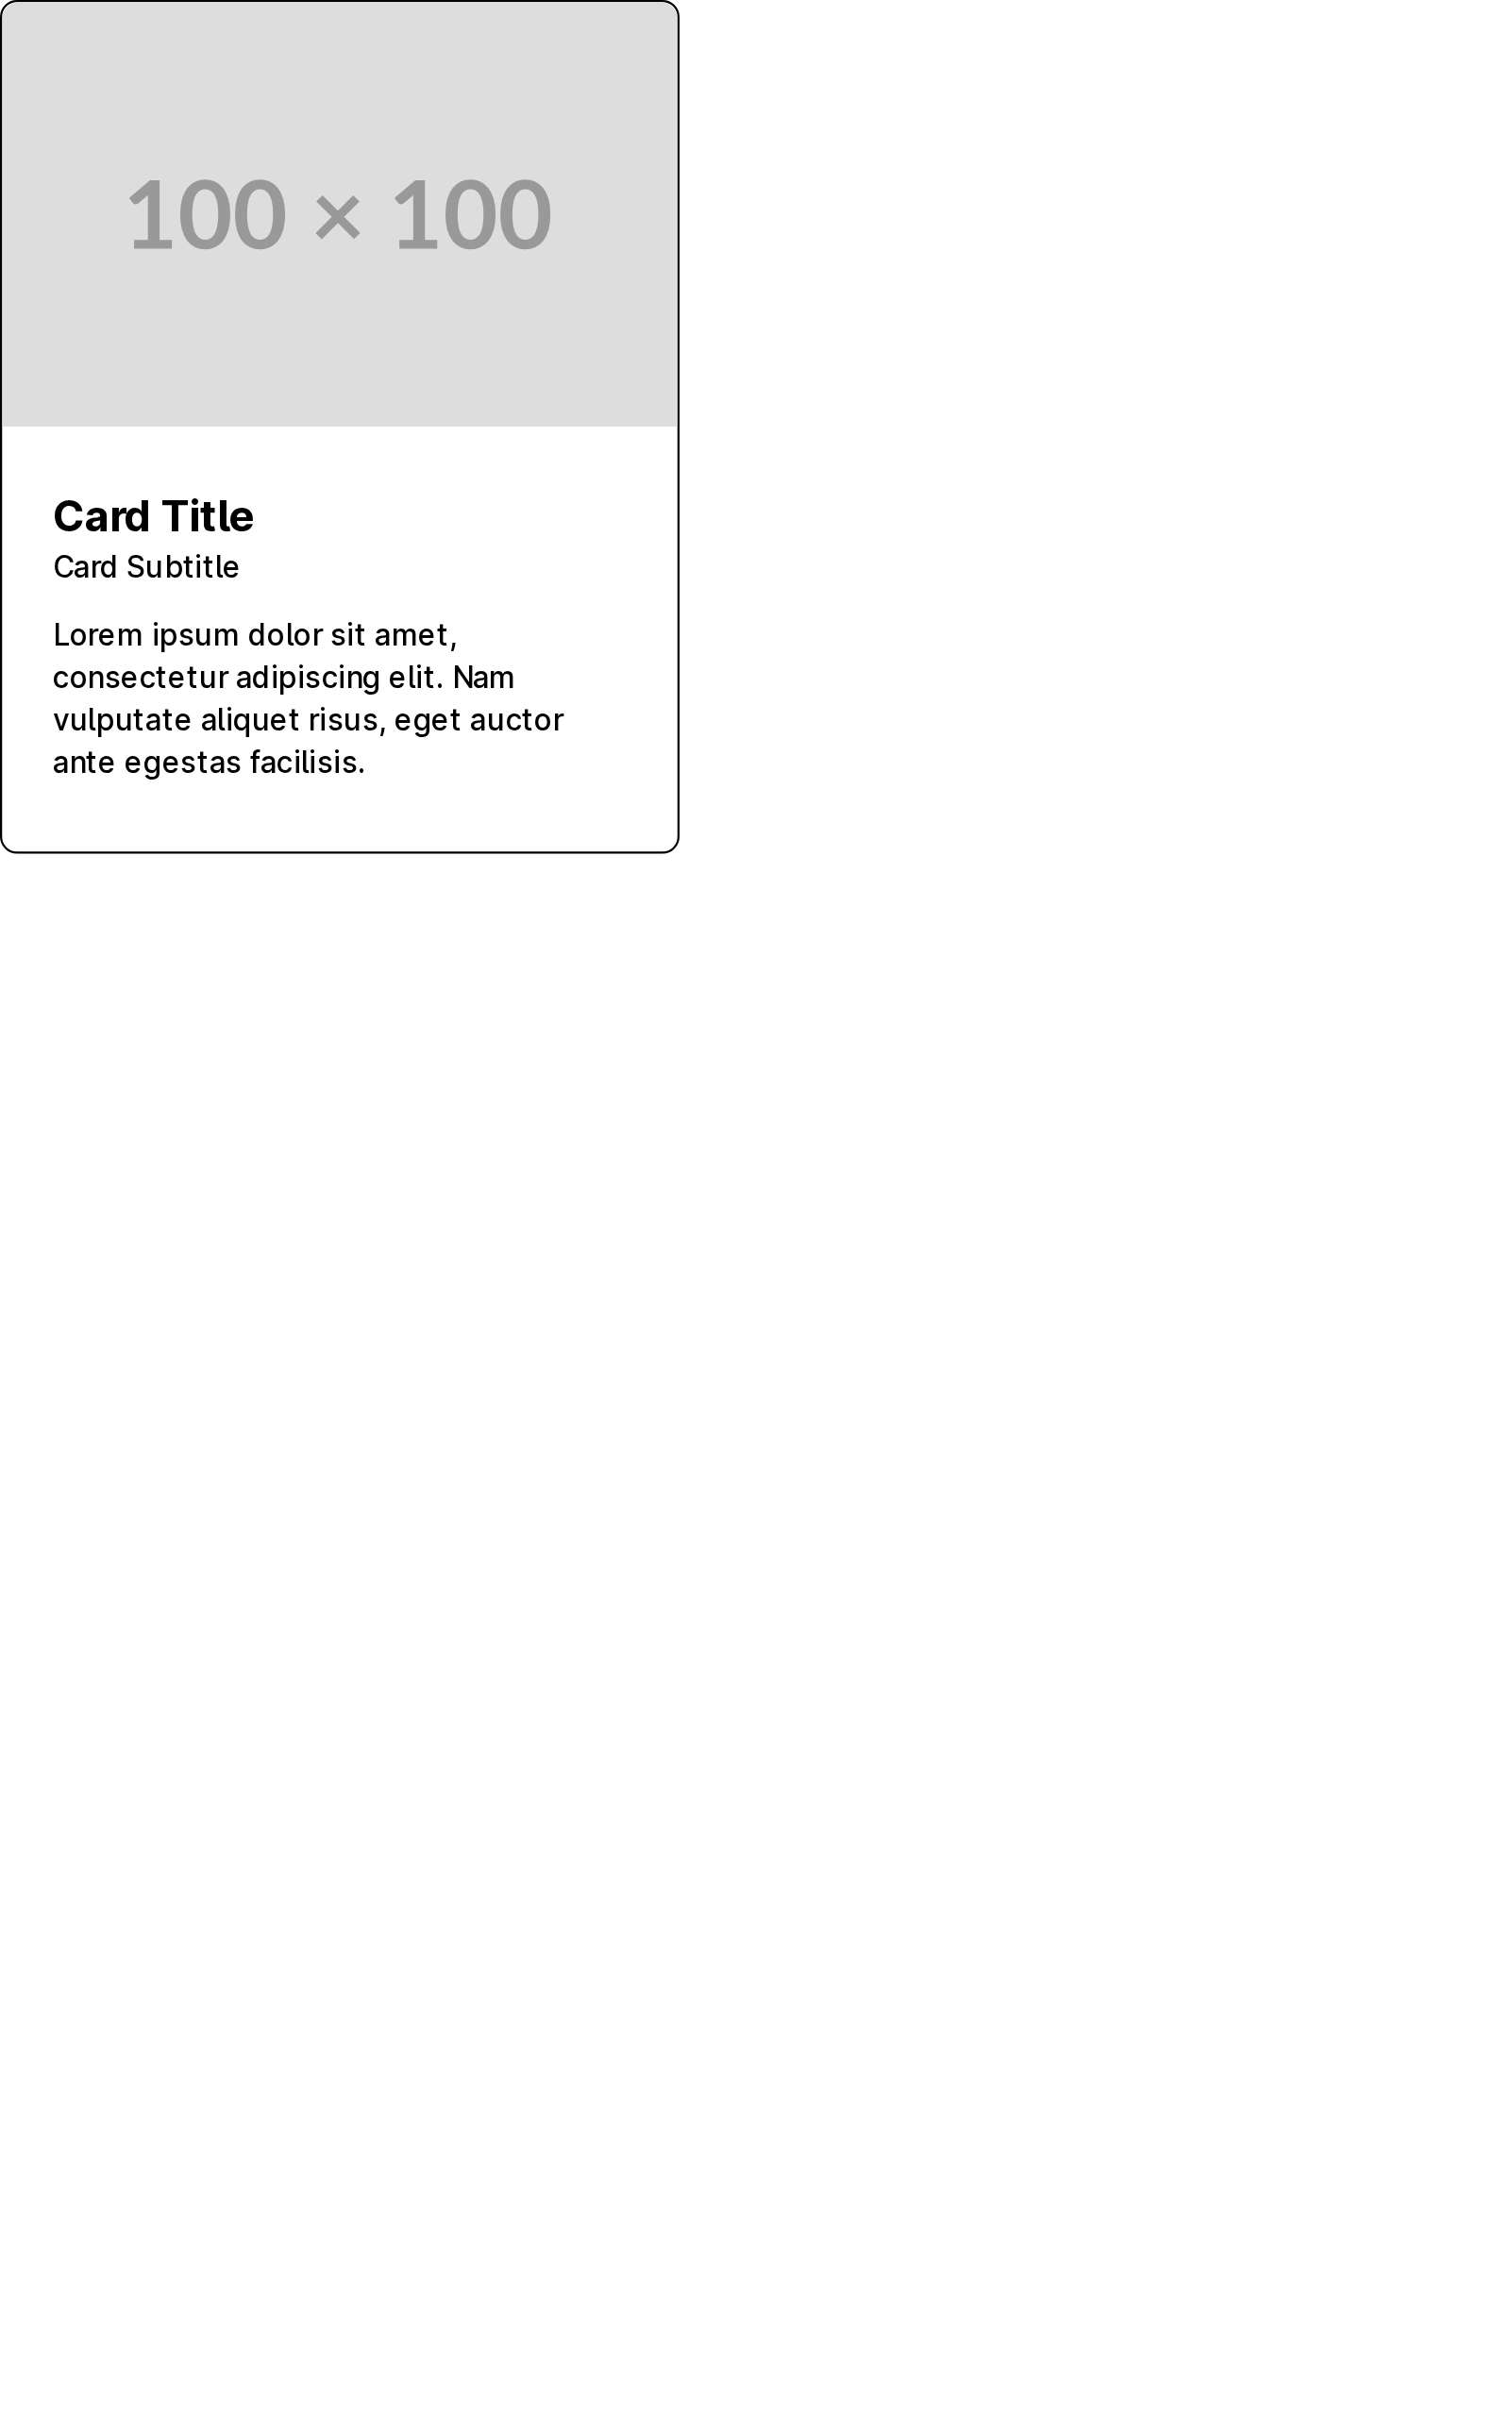 100 × 100
Card Title
Card Subtitle
Lorem ipsum dolor sit amet,
consectetur adipiscing elit. Nam
vulputate aliquet risus, eget auctor
ante egestas facilisis.